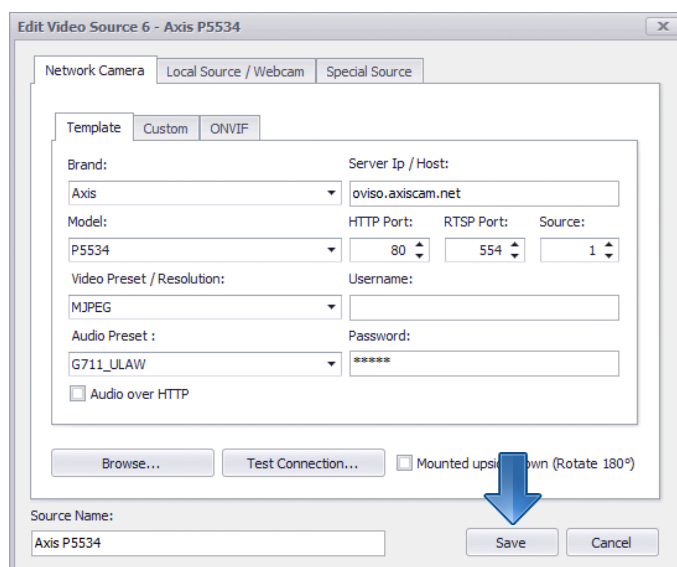 Edit Video Source 6 - Axis P5534
x
Network Camera Local Source / Webcam Special Source
Template Custom ONVIF
Brand: Server Ip / Host:
Axis oviso.axiscam.net
Model: HTTP Port: RTSP Port: Source:
P5534 80 554 1
Video Preset / Resolution: Username:
MJPEG
Audio Preset : Password:
G711_ULAW *****
Audio over HTTP
Browse... Test Connection... Mounted upside down (Rotate 180°)
Source Name:
Axis P5534 Save Cancel